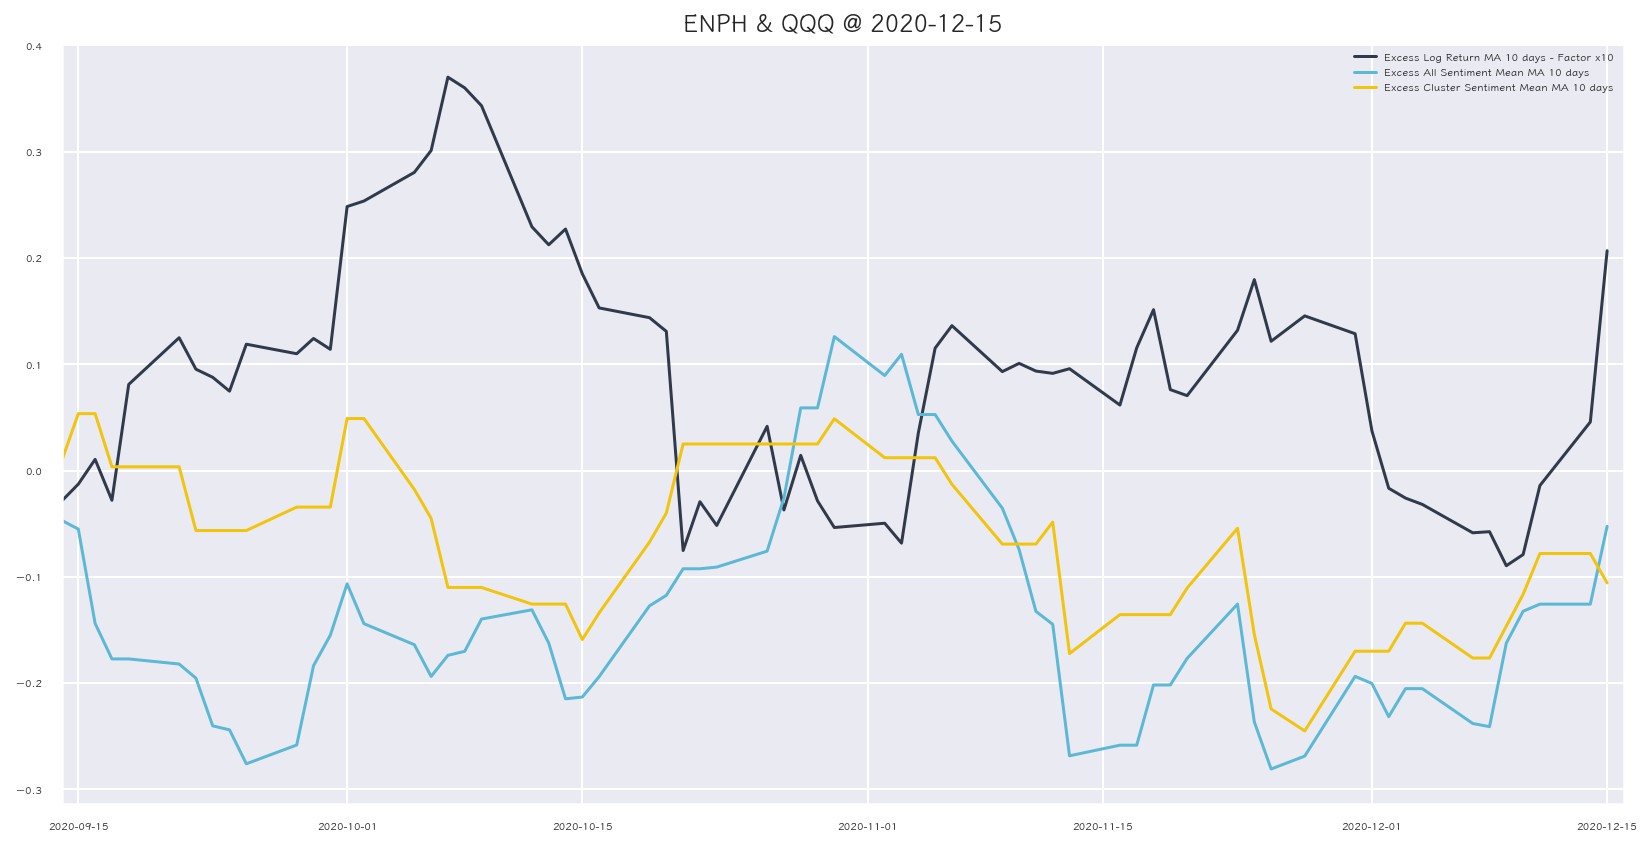 ENPH & QQQ @ 2020-12-15
Excess Log Return MA 10 days - Factor x10
Excess All Sentiment Mean MA 10 days
Excess Cluster Sentiment Mean MA 10 days
0.4
0.3
0.2
0.1
0.0
−0.1
−0.2
−0.3
2020-09-15 2020-10-01 2020-10-15 2020-11-01 2020-11-15 2020-12-01 2020-12-15